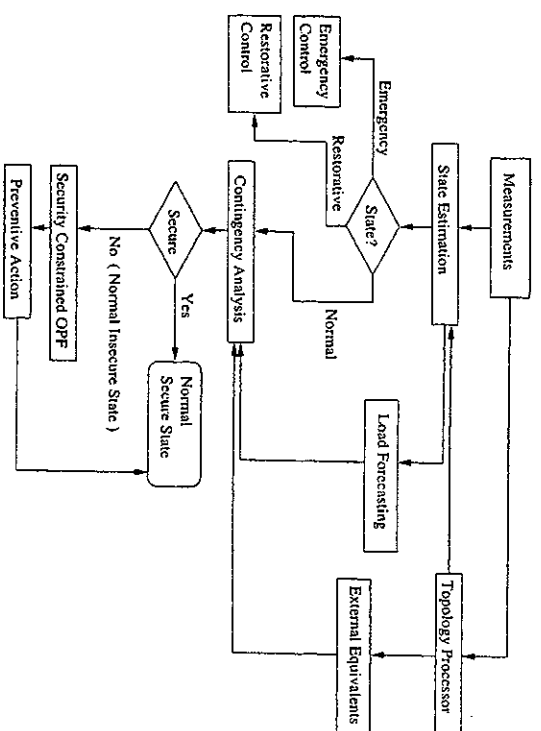 Measurements
Topology Processor
State Estimation
External Equivalents
Load Forecasting
State?
Emergency
Restorative
Normal
Emergency
Control
Restorative
Control
Contingency Analysis
Secure
Yes
Normal
Secure State
No ( Normal Insecure State )
Security Constrained OPF
Preventive Action